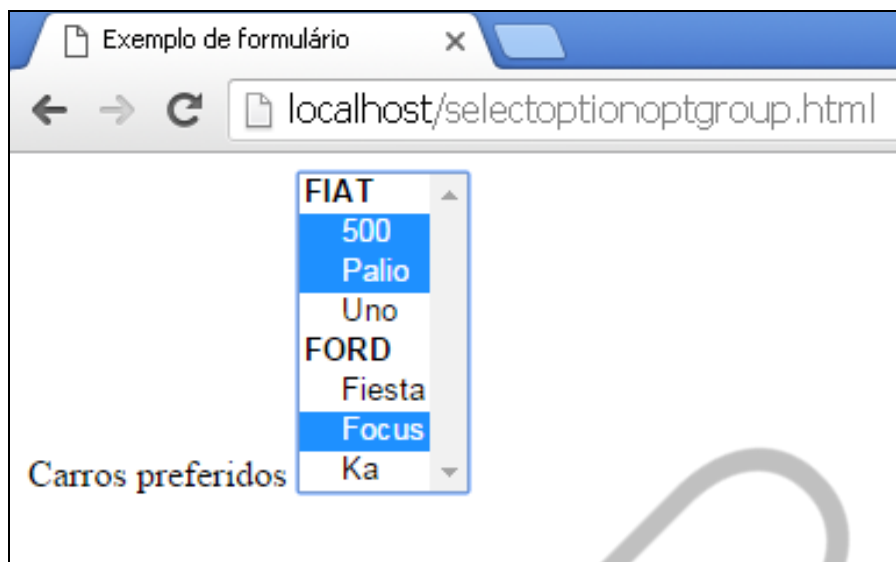 Exemplo de formulário
localhost/selectoptionoptgroup.html
FIAT
500
Palio
Uno
FORD
Fiesta
Focus
Ka
Carros preferidos